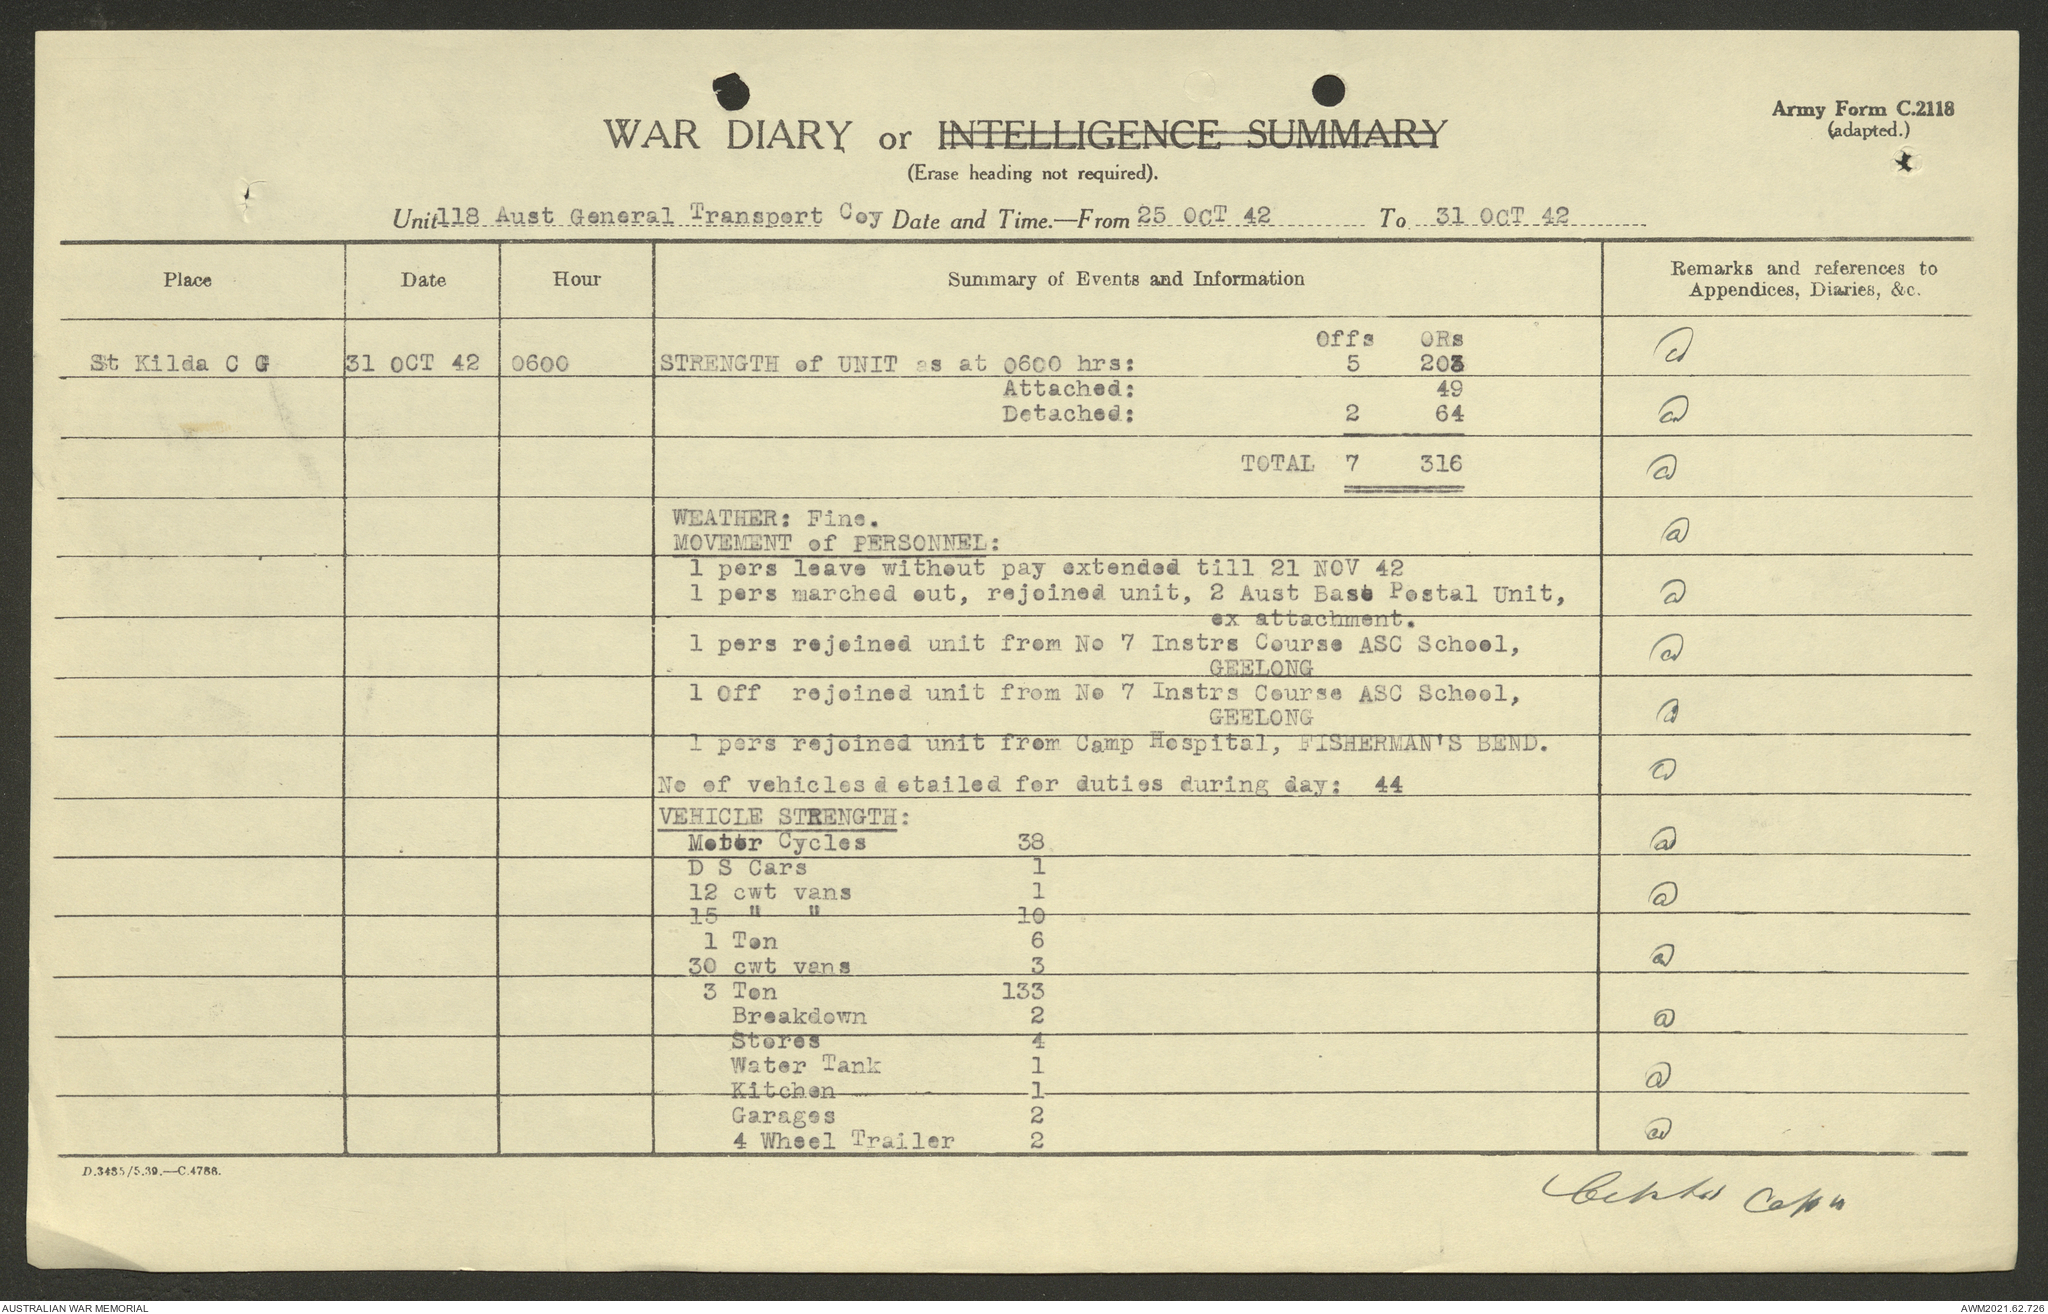 Army Form C.2118
(adapted.)
WAR DIARY or INTELLIGENCE SUMMARY
(Erase heading not required).
Unit 118 Aust General Transport Coy Date and Time.—From 25 OCT 42 To 31 OCT 42
Place Date Hour Summary of Events and Information Remarks and references to
Appendices, Diaries, &c.
Offs ORs
St Kilda C G 31 OCT 42 0600 STRENGTH of UNIT as at 0600 hrs: 5 203
Attached: 49
Detached: 2 64
TOTAL 7 316
WEATHER: Fine.
MOVEMENT of PERSONNEL:
1 pers leave without pay extended till 21 NOV 42
1 pers marched out, rejoined unit, 2 Aust Base Postal Unit,
ex attachment.
1 pers rejoined unit from No 7 Instrs Course ASC School,
GEELONG
1 Off rejoined unit from No 7 Instrs Course ASC School,
GEELONG
1 pers rejoined unit from Camp Hospital, FISHERMAN'S BEND.
No of vehicles detailed for duties during day: 44
VEHICLE STRENGTH:
Motor Cycles 38
D S Cars 1
12 cwt vans 1
15 " " 10
1 Ton 6
30 cwt vans 3
3 Ton 133
Breakdown 2
Stores 4
Water Tank 1
Kitchen 1
Garages 2
4 Wheel Trailer 2
D.3485/5.39.—C.4788.
Capt
AUSTRALIAN WAR MEMORIAL AWM2021.62.726